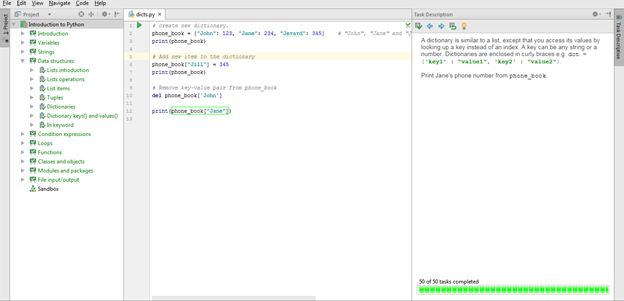 File Edit View Navigate Code Help
Project
Introduction to Python
Introduction
Variables
Strings
Data structures
Lists introduction
Lists operations
List items
Tuples
Dictionaries
Dictionary keys() and values()
In keyword
Condition expressions
Loops
Functions
Classes and objects
Modules and packages
File input/output
Sandbox
1: Project
dicts.py
1 # Create new dictionary.
2 phone_book = {"John": 123, "Jane": 234, "Jerard": 345} # "John", "Jane" and "
3 print(phone_book)
4
5 # Add new item to the dictionary
6 phone_book["Jill"] = 345
7 print(phone_book)
8
9 # Remove key-value pair from phone_book
10 del phone_book['John']
11
12 print(phone_book["Jane"])
13
Task Description
A dictionary is similar to a list, except that you access its values by
looking up a key instead of an index. A key can be any string or a
number. Dictionaries are enclosed in curly braces e.g. dct =
{'key1' : "value1", 'key2' : "value2"}.
Print Jane's phone number from phone_book.
50 of 50 tasks completed
Task Description